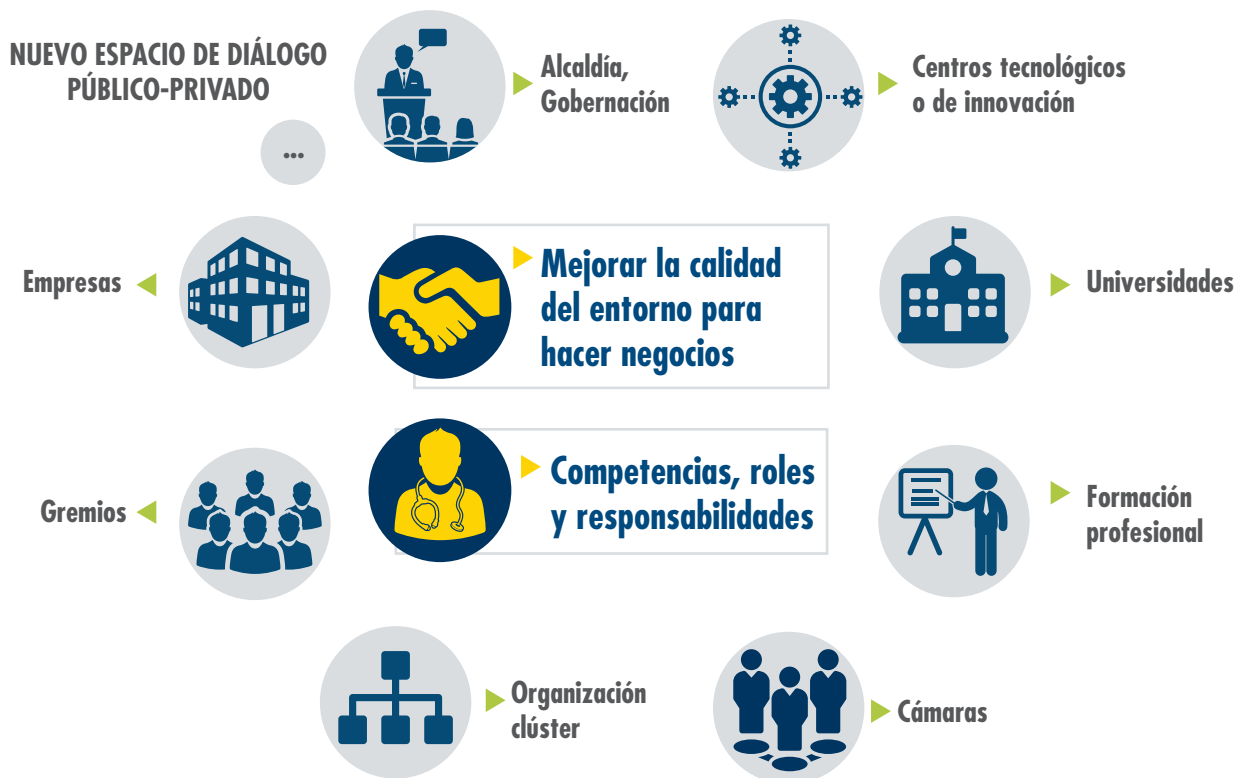 NUEVO ESPACIO DE DIÁLOGO
PÚBLICO-PRIVADO
...
Alcaldía,
Gobernación
Centros tecnológicos
o de innovación
Empresas
Mejorar la calidad
del entorno para
hacer negocios
Universidades
Gremios
Competencias, roles
y responsabilidades
Formación
profesional
Organización
clúster
Cámaras